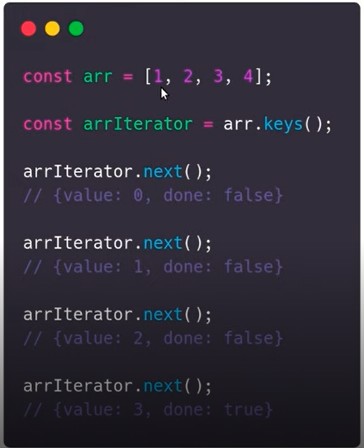 const arr = [1, 2, 3, 4];
const arrIterator = arr.keys();
arrIterator.next();
// {value: 0, done: false}
arrIterator.next();
// {value: 1, done: false}
arrIterator.next();
// {value: 2, done: false}
arrIterator.next();
// {value: 3, done: true}